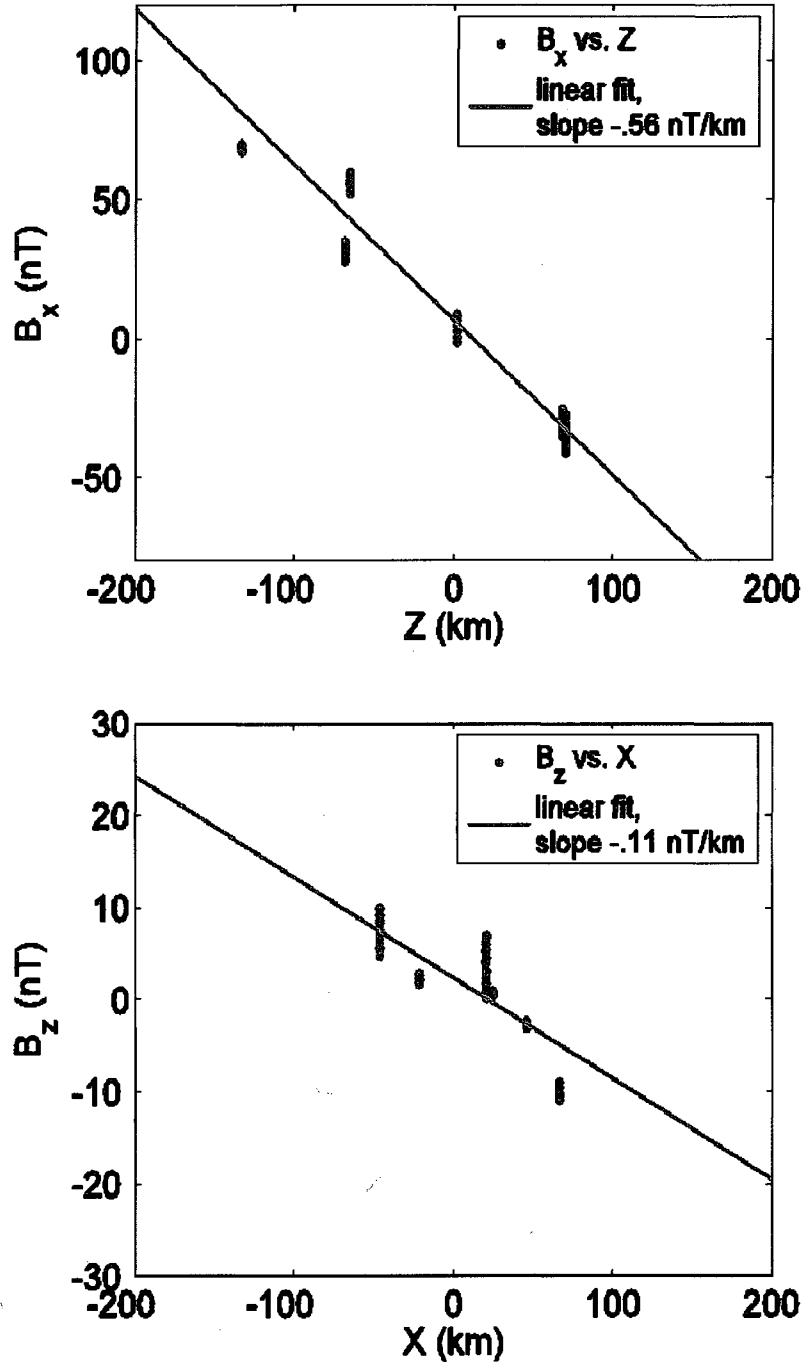 B_x vs. Z
linear fit,
slope -.56 nT/km
100
50
0
-50
B_x (nT)
-200
-100
0
100
200
Z (km)
B_z vs. X
linear fit,
slope -.11 nT/km
30
20
10
0
-10
-20
-30
B_z (nT)
-200
-100
0
100
200
X (km)